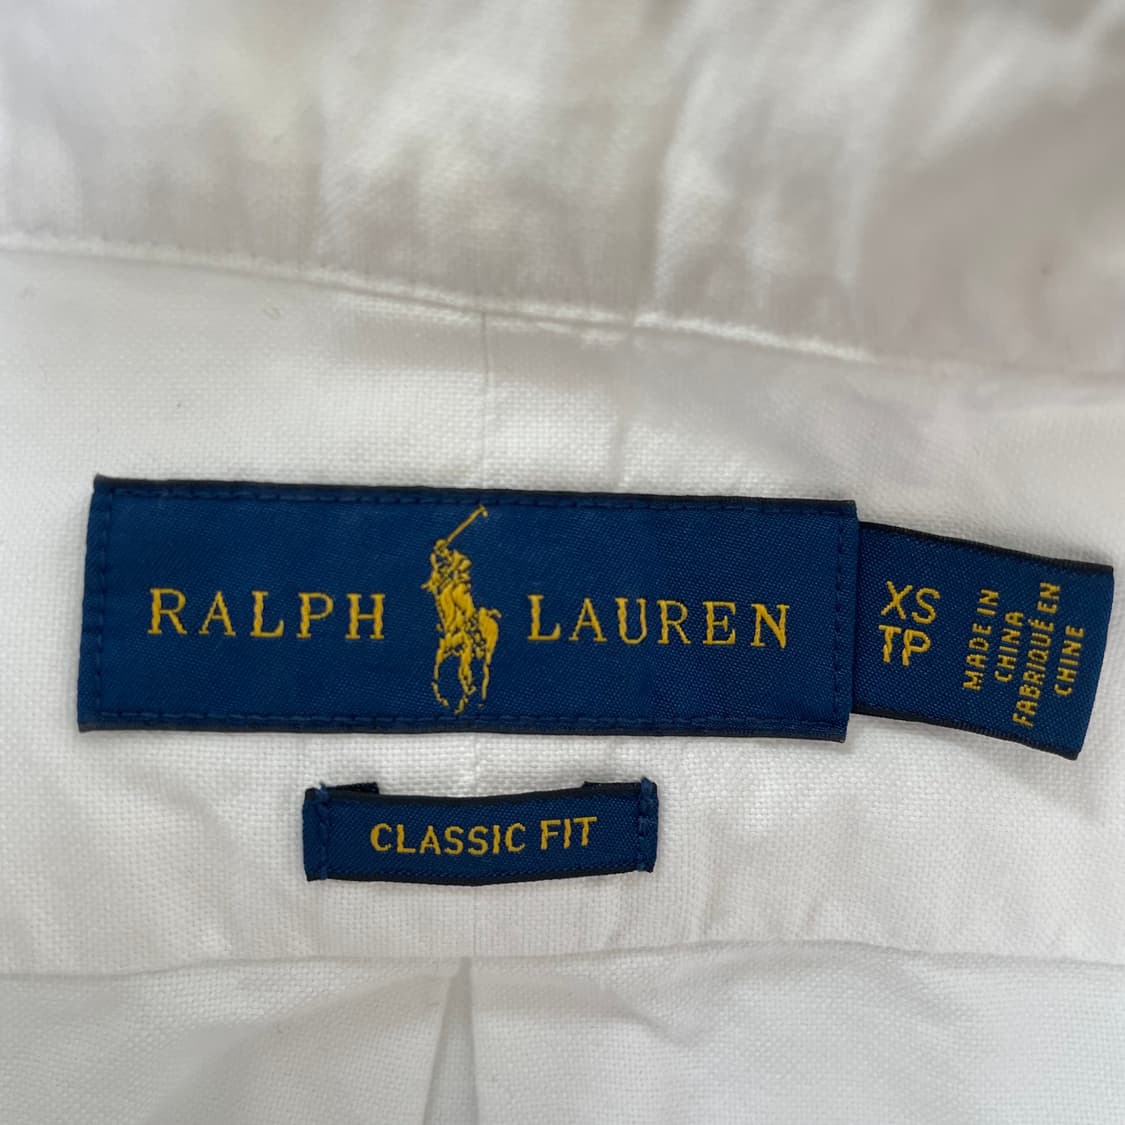 RALPH LAUREN
XS
TP
MADE IN
CHINA
FABRIQUÉ EN
CHINE
CLASSIC FIT